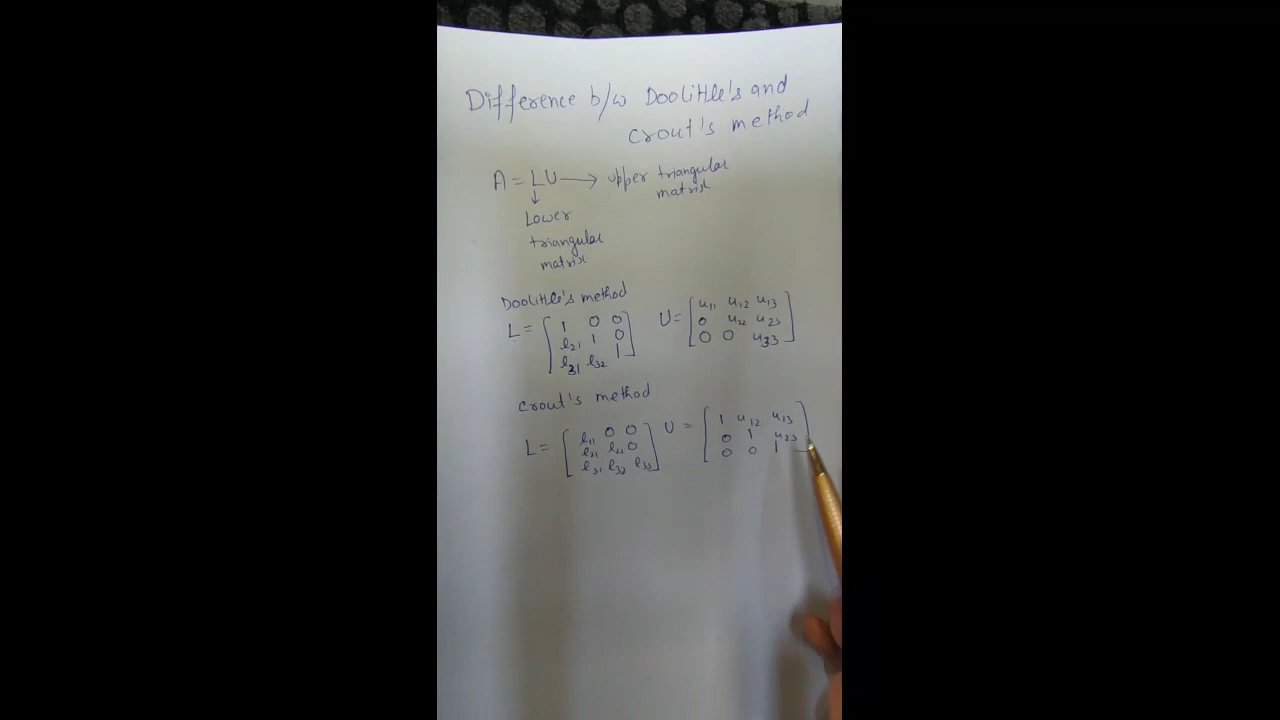 Difference b/w Doolittle's and
Crout's method
A = LU → upper triangular
matrix
↓
Lower
triangular
matrix
Doolittle's method
L = [1 0 0 U = [u11 u12 u13
l21 1 0 0 u22 u23
l31 l32 1] 0 0 u33]
Crout's method
L = [l11 0 0 U = [1 u12 u13
l21 l22 0 0 1 u23
l31 l32 l33] 0 0 1]